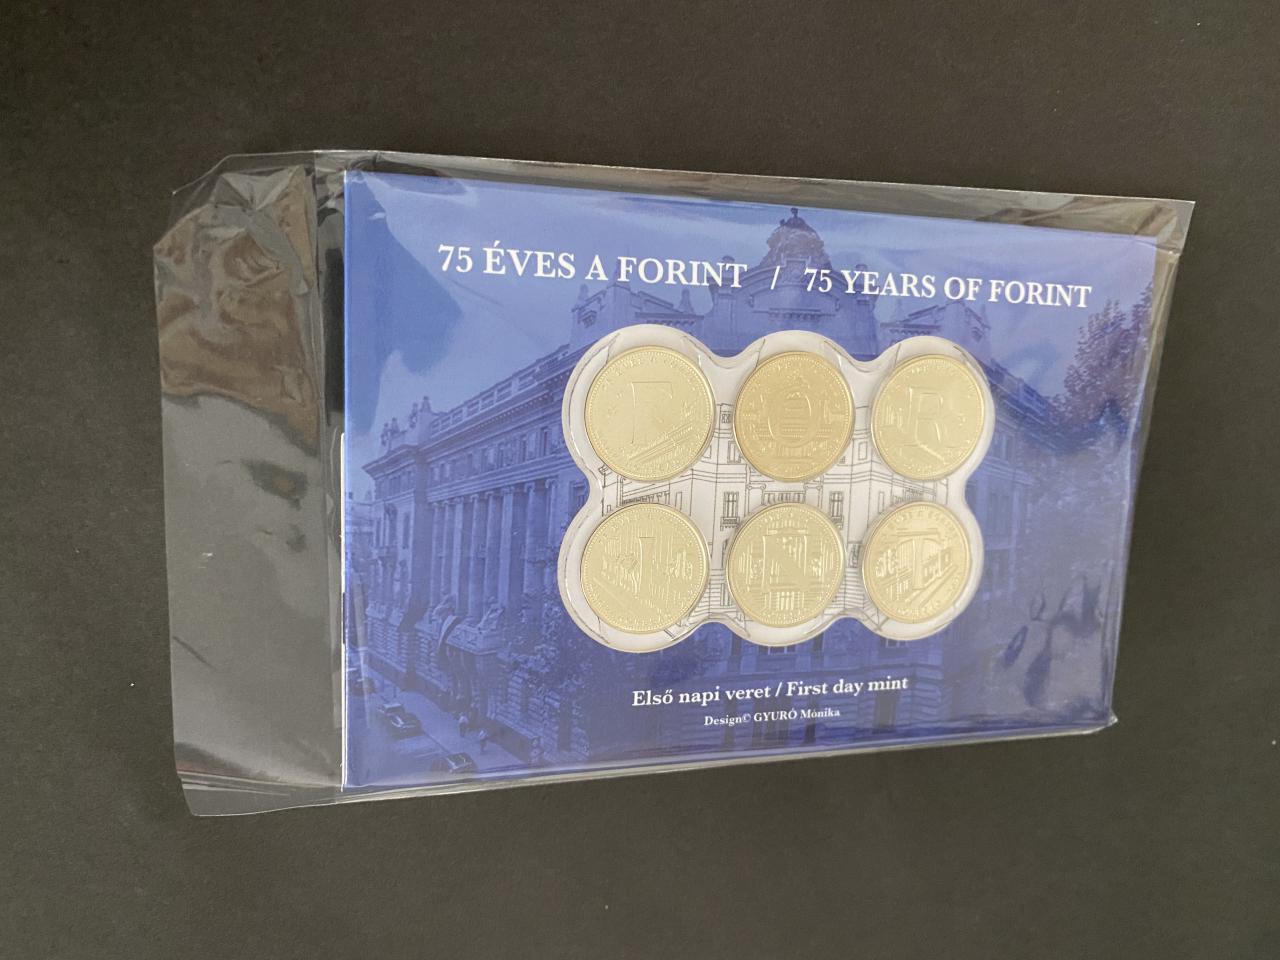 75 ÉVES A FORINT / 75 YEARS OF FORINT
F O R
I N T
Első napi veret / First day mint
Design© GYURÓ Mónika